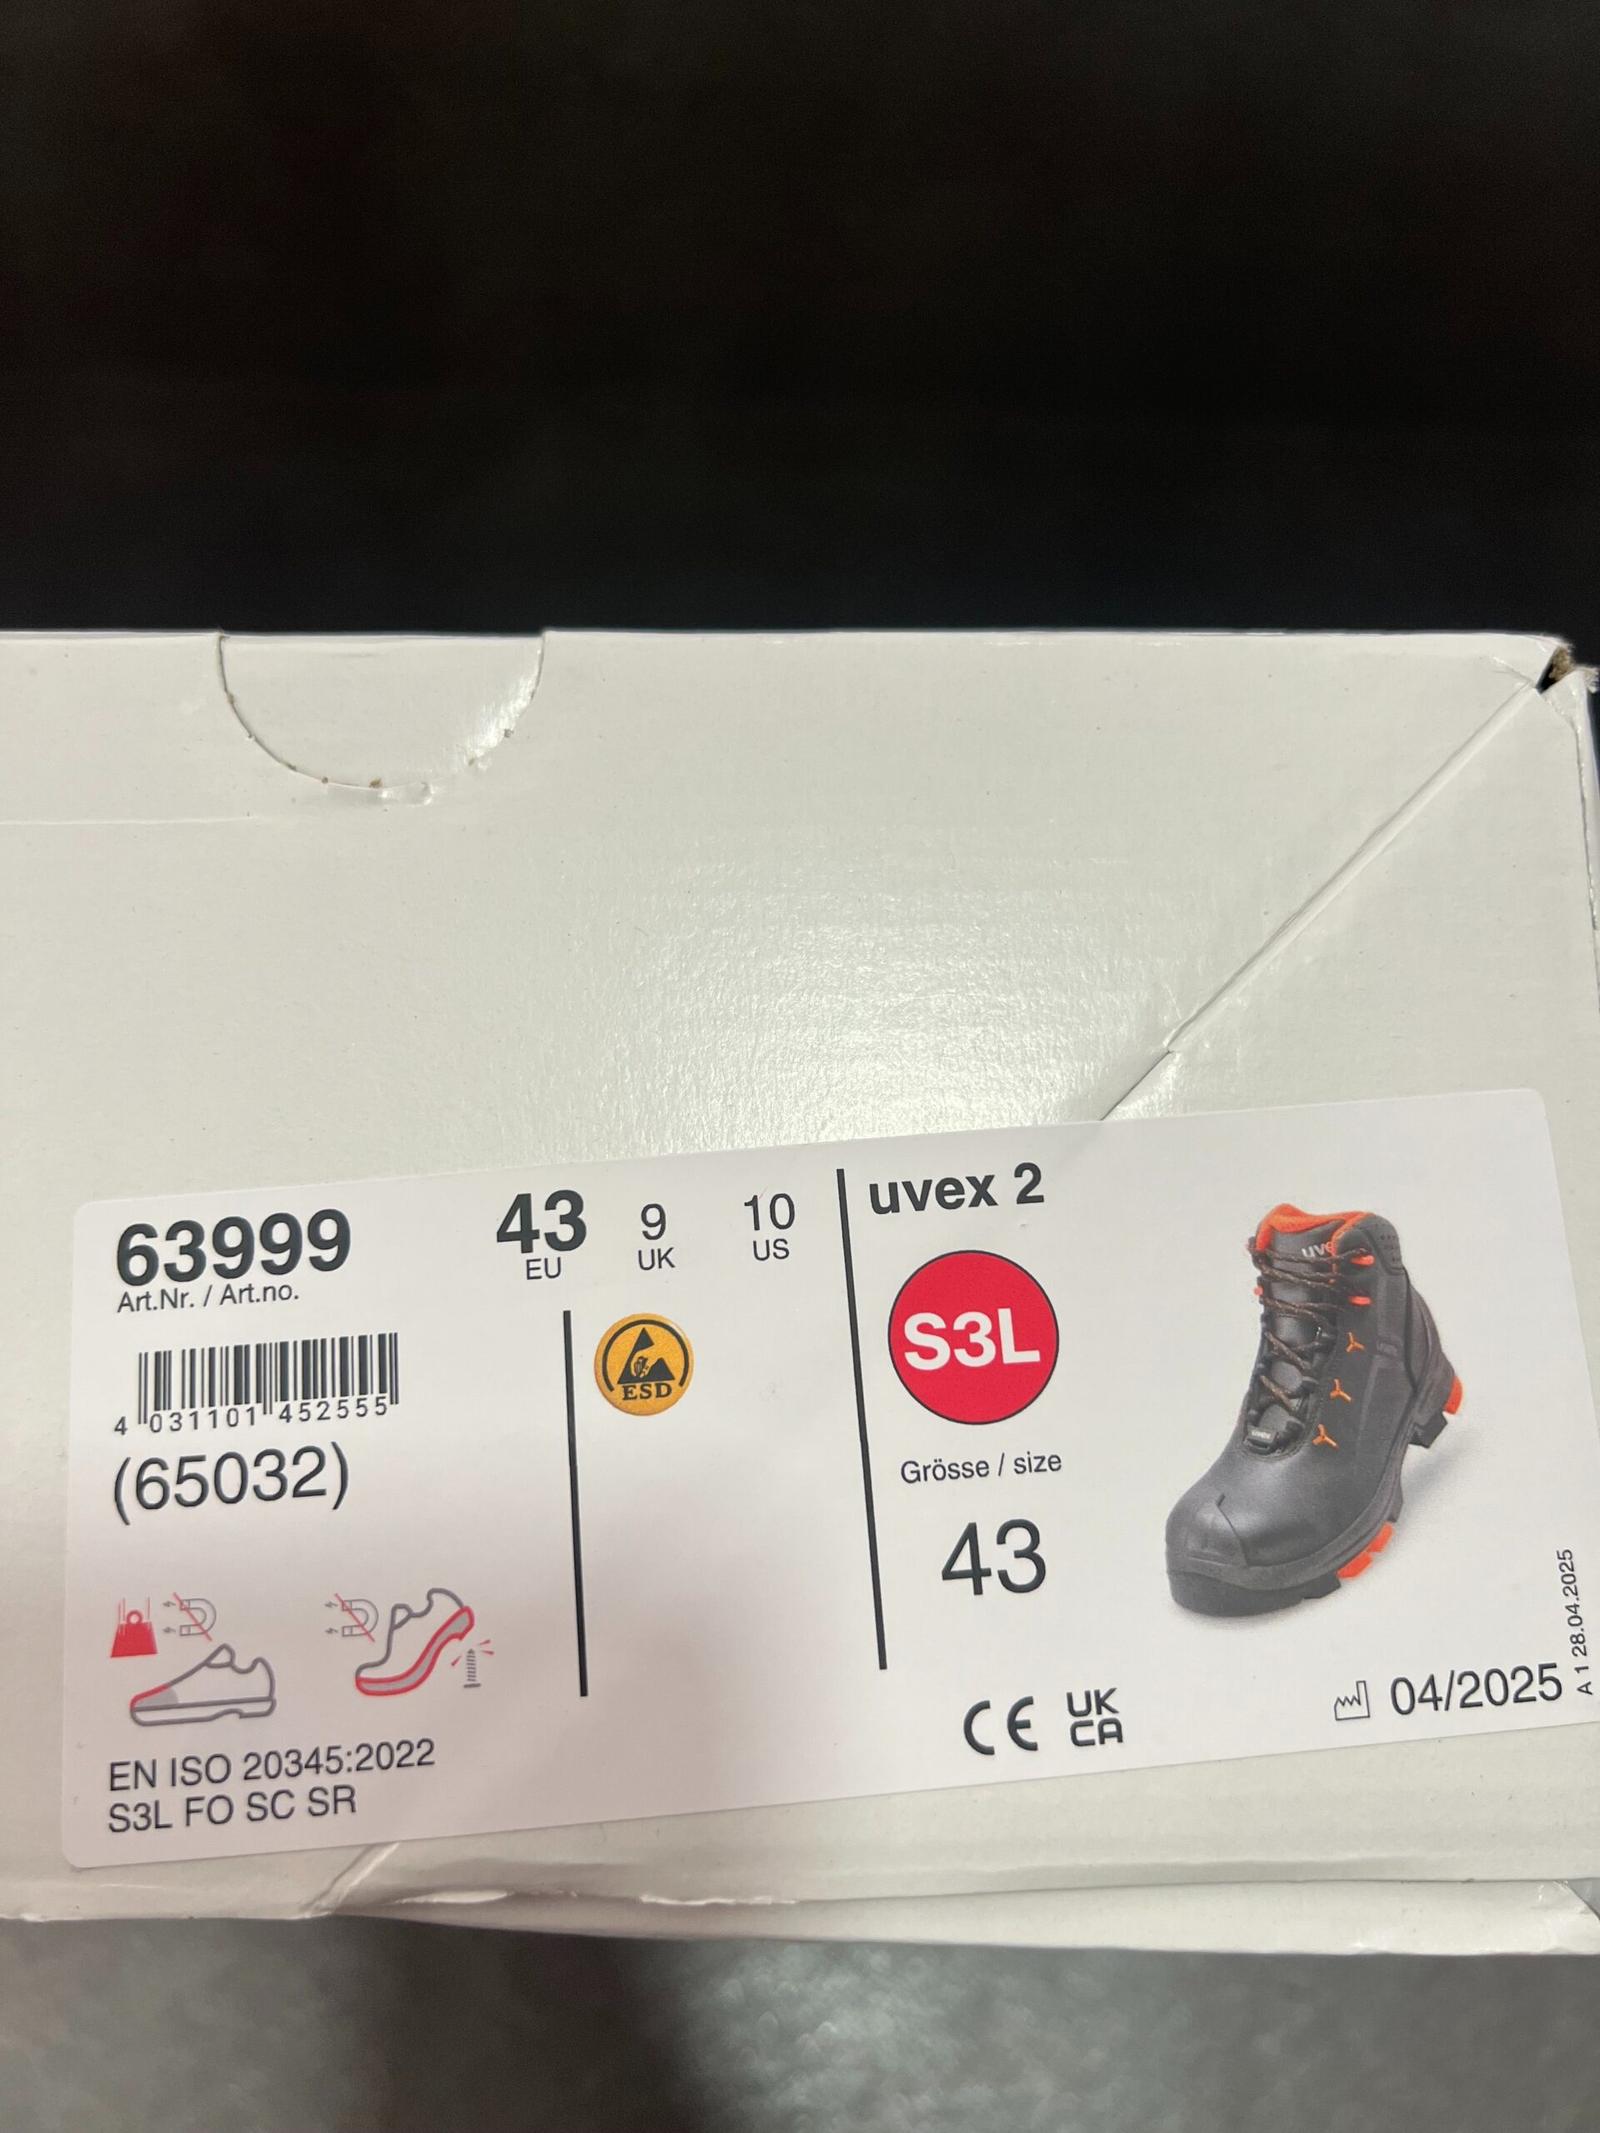 63999
Art.Nr. / Art.no.
43
EU
9
UK
10
US
4 031101 452555
(65032)
ESD
EN ISO 20345:2022
S3L FO SC SR
uvex 2
S3L
Grösse / size
43
CE
UK
CA
uvex
04/2025
A 1 28.04.2025